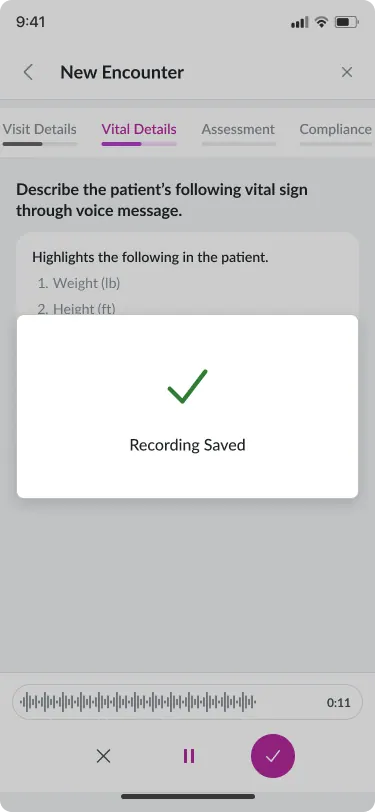 9:41
New Encounter
Visit Details
Vital Details
Assessment
Compliance
Describe the patient’s following vital sign
through voice message.
Highlights the following in the patient.
1. Weight (lb)
2. Height (ft)
Recording Saved
0:11